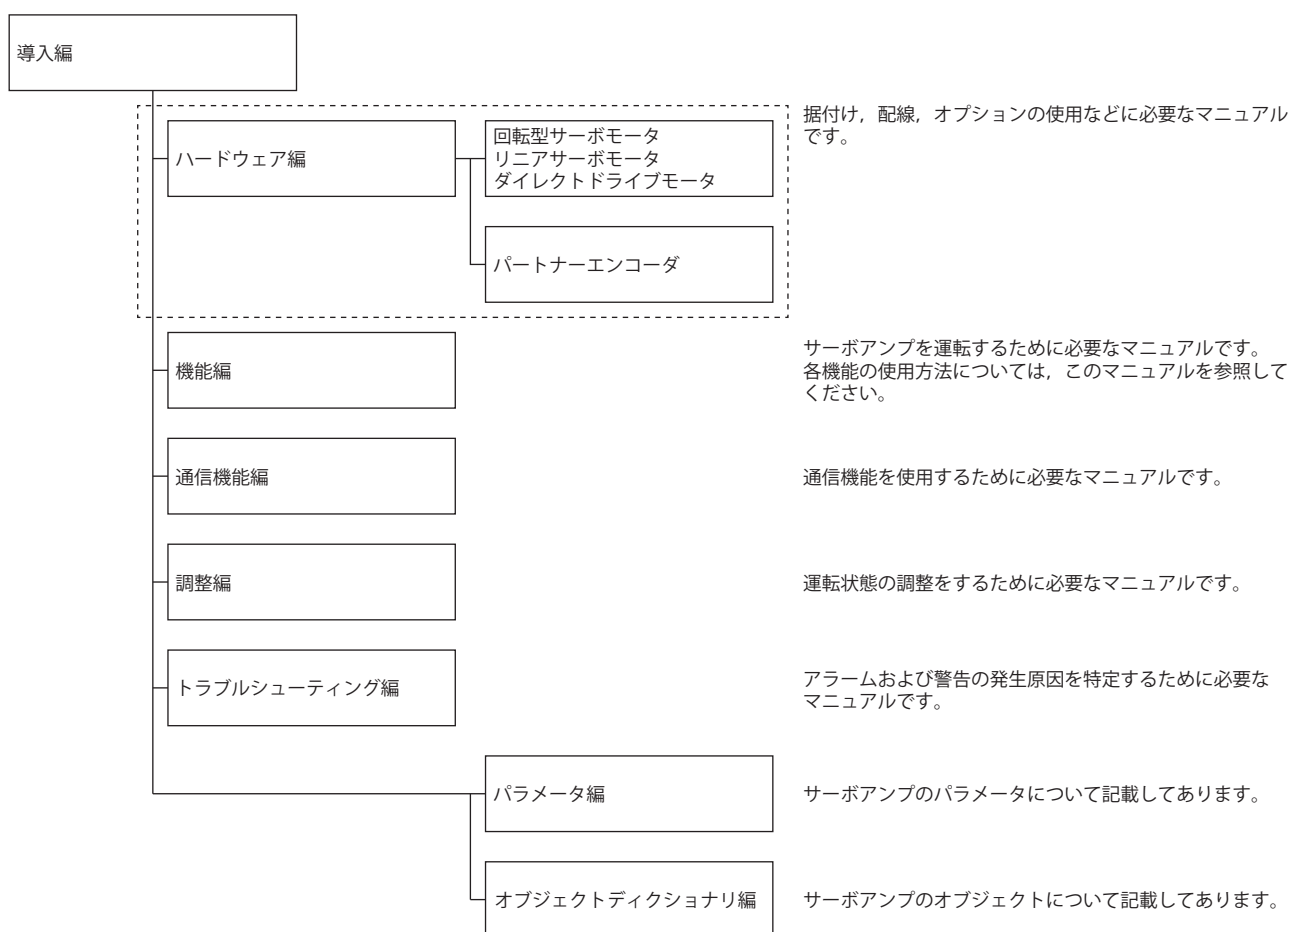 導入編
ハードウェア編
回転型サーボモータ
リニアサーボモータ
ダイレクトドライブモータ
据付け，配線，オプションの使用などに必要なマニュアル
です。
パートナーエンコーダ
機能編
サーボアンプを運転するために必要なマニュアルです。
各機能の使用方法については，このマニュアルを参照して
ください。
通信機能編
通信機能を使用するために必要なマニュアルです。
調整編
運転状態の調整をするために必要なマニュアルです。
トラブルシューティング編
アラームおよび警告の発生原因を特定するために必要な
マニュアルです。
パラメータ編
サーボアンプのパラメータについて記載してあります。
オブジェクトディクショナリ編
サーボアンプのオブジェクトについて記載してあります。